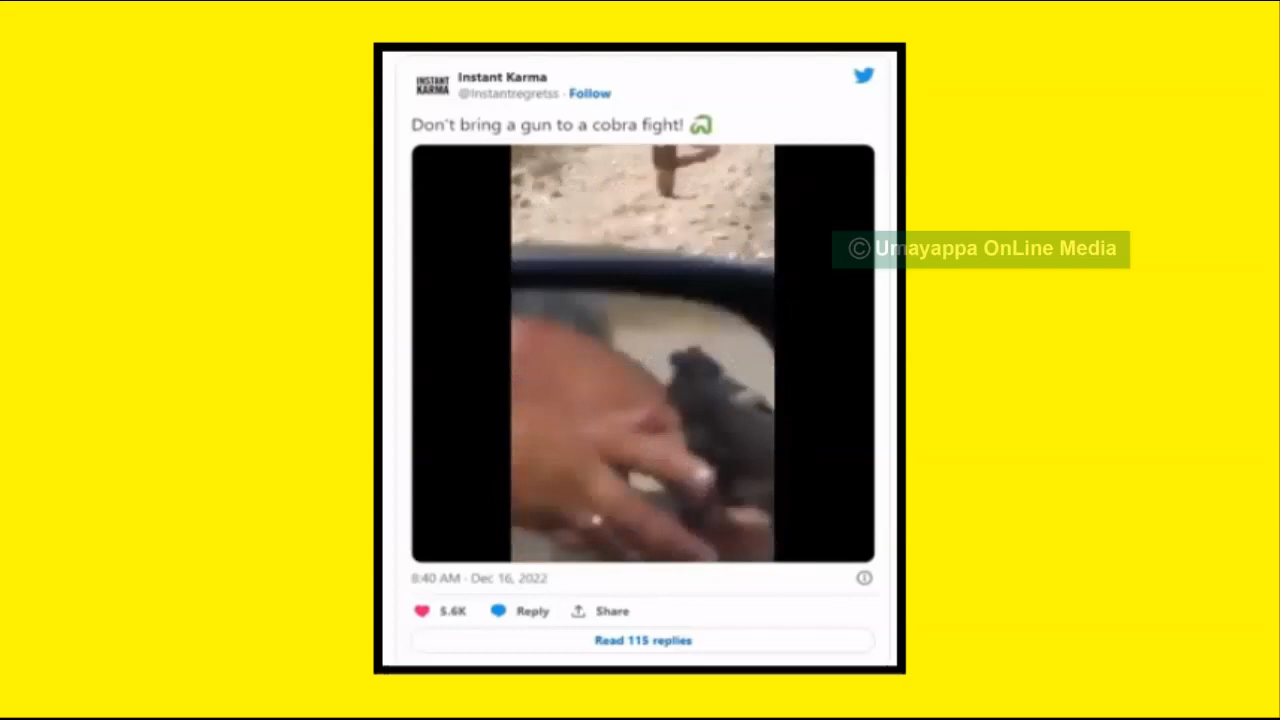 INSTANT
KARMA
Instant Karma
@Instantregretss · Follow
Don't bring a gun to a cobra fight!
© Umayappa OnLine Media
8:40 AM · Dec 16, 2022
5.6K Reply Share
Read 115 replies